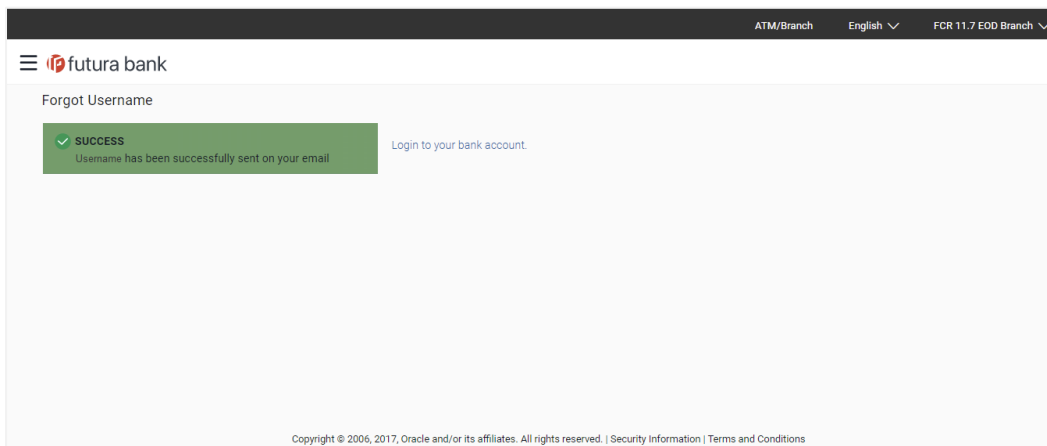 ATM/Branch English FCR 11.7 EOD Branch
futura bank
Forgot Username
SUCCESS
Username has been successfully sent on your email
Login to your bank account.
Copyright © 2006, 2017, Oracle and/or its affiliates. All rights reserved. | Security Information | Terms and Conditions